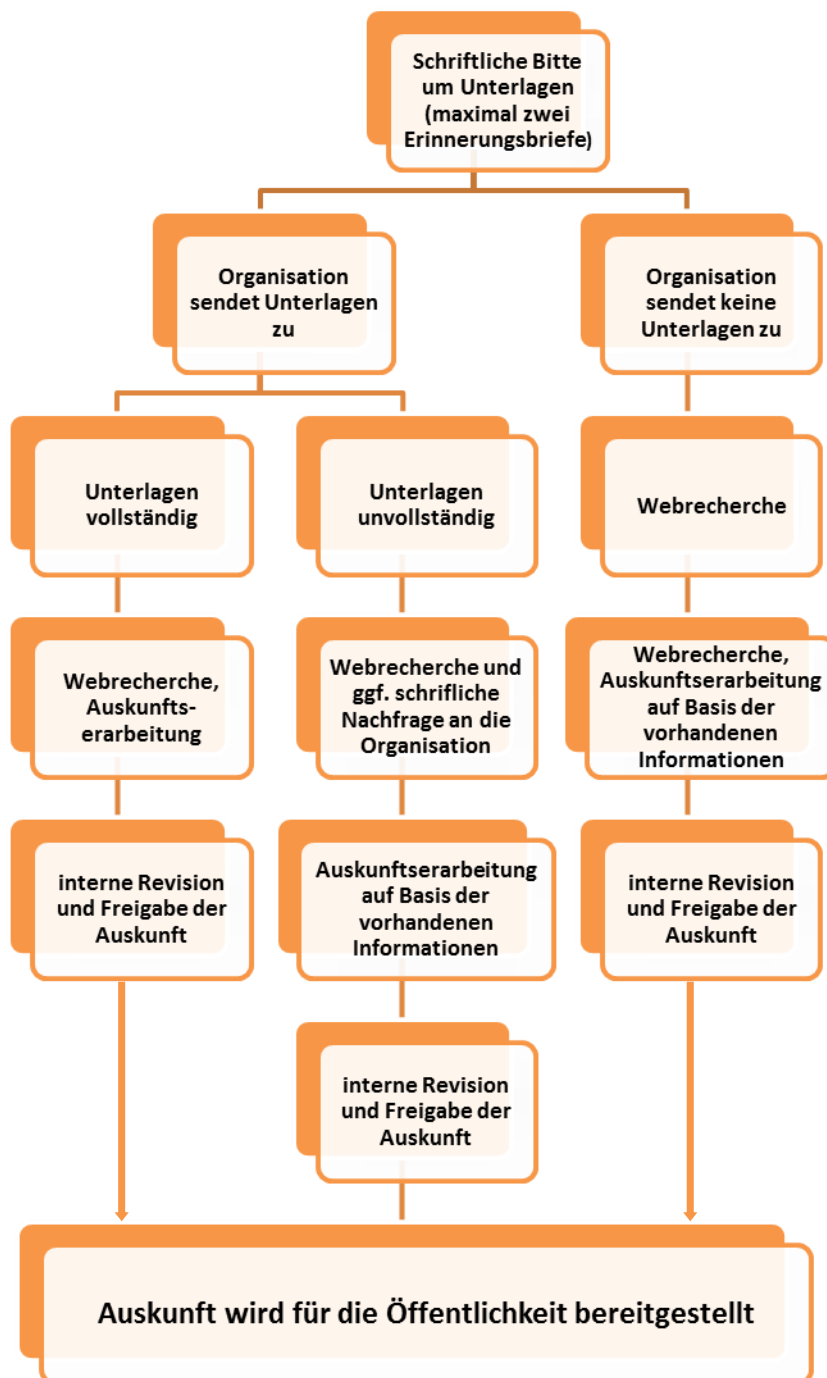 Schriftliche Bitte
um Unterlagen
(maximal zwei
Erinnerungsbriefe)
Organisation
sendet Unterlagen
zu
Organisation
sendet keine
Unterlagen zu
Unterlagen
vollständig
Unterlagen
unvollständig
Webrecherche
Webrecherche,
Auskunfts-
erarbeitung
Webrecherche und
ggf. schrifliche
Nachfrage an die
Organisation
Webrecherche,
Auskunftserarbeitung
auf Basis der
vorhandenen
Informationen
interne Revision
und Freigabe der
Auskunft
Auskunftserarbeitung
auf Basis der
vorhandenen
Informationen
interne Revision
und Freigabe der
Auskunft
interne Revision
und Freigabe der
Auskunft
Auskunft wird für die Öffentlichkeit bereitgestellt